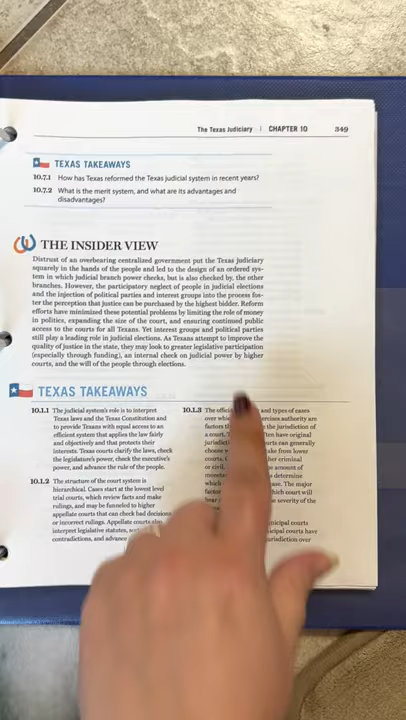 The Texas Judiciary | CHAPTER 10 349
TEXAS TAKEAWAYS
10.7.1 How has Texas reformed the Texas judicial system in recent years?
10.7.2 What is the merit system, and what are its advantages and
disadvantages?
THE INSIDER VIEW
Distrust of an overbearing centralized government put the Texas judiciary
squarely in the hands of the people and led to the design of an ordered sys-
tem in which judicial branch power checks, but is also checked by, the other
branches. However, the participatory neglect of people in judicial elections
and the injection of political parties and interest groups into the process fos-
ter the perception that justice can be purchased by the highest bidder. Reform
efforts have minimized these potential problems by limiting the role of money
in politics, expanding the size of the court, and ensuring continued public
access to the courts for all Texans. Yet interest groups and political parties
still play a leading role in judicial elections. As Texans attempt to improve the
quality of justice in the state, they may look to greater legislative participation
(especially through funding), an internal check on judicial power by higher
courts, and the will of the people through elections.
TEXAS TAKEAWAYS
10.1.1 The judicial system's role is to interpret
Texas laws and the Texas Constitution and
to provide Texans with equal access to an
efficient system that applies the law fairly
and objectively and that protects their
interests. Texas courts clarify the laws, check
the legislation's power, check the executive's
power, and advance the rule of the people.
10.1.2 The structure of the court system is
hierarchical. Cases start at the lowest level
trial courts, which review facts and make
rulings, and may be funneled to higher
appellate courts that can check bad decisions
or incorrect rulings. Appellate courts also
interpret legislative statutes,
contradictions, and advance
10.1.3 The and types of cases
over exercises authority are
factors the jurisdiction of
a court. have original
jurisdiction courts can generally
choose take from lower
courts. criminal
or civil. amount of
determine
case. The major
factor which court will
hear severity of the
municipal courts
courts have
jurisdiction over